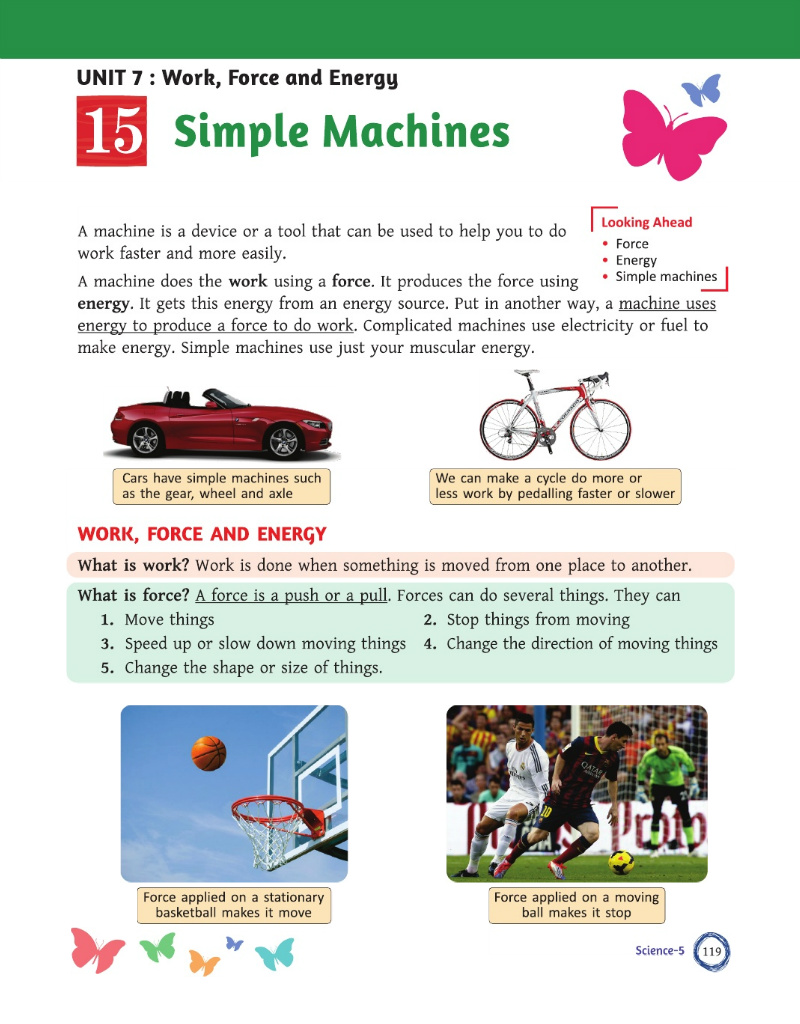 UNIT 7 : Work, Force and Energy
15 Simple Machines
Looking Ahead
• Force
• Energy
• Simple machines
A machine is a device or a tool that can be used to help you to do
work faster and more easily.
A machine does the work using a force. It produces the force using
energy. It gets this energy from an energy source. Put in another way, a machine uses
energy to produce a force to do work. Complicated machines use electricity or fuel to
make energy. Simple machines use just your muscular energy.
Cars have simple machines such
as the gear, wheel and axle
We can make a cycle do more or
less work by pedalling faster or slower
WORK, FORCE AND ENERGY
What is work? Work is done when something is moved from one place to another.
What is force? A force is a push or a pull. Forces can do several things. They can
1. Move things 2. Stop things from moving
3. Speed up or slow down moving things 4. Change the direction of moving things
5. Change the shape or size of things.
QATAR
10
Force applied on a stationary
basketball makes it move
Force applied on a moving
ball makes it stop
Science-5 119